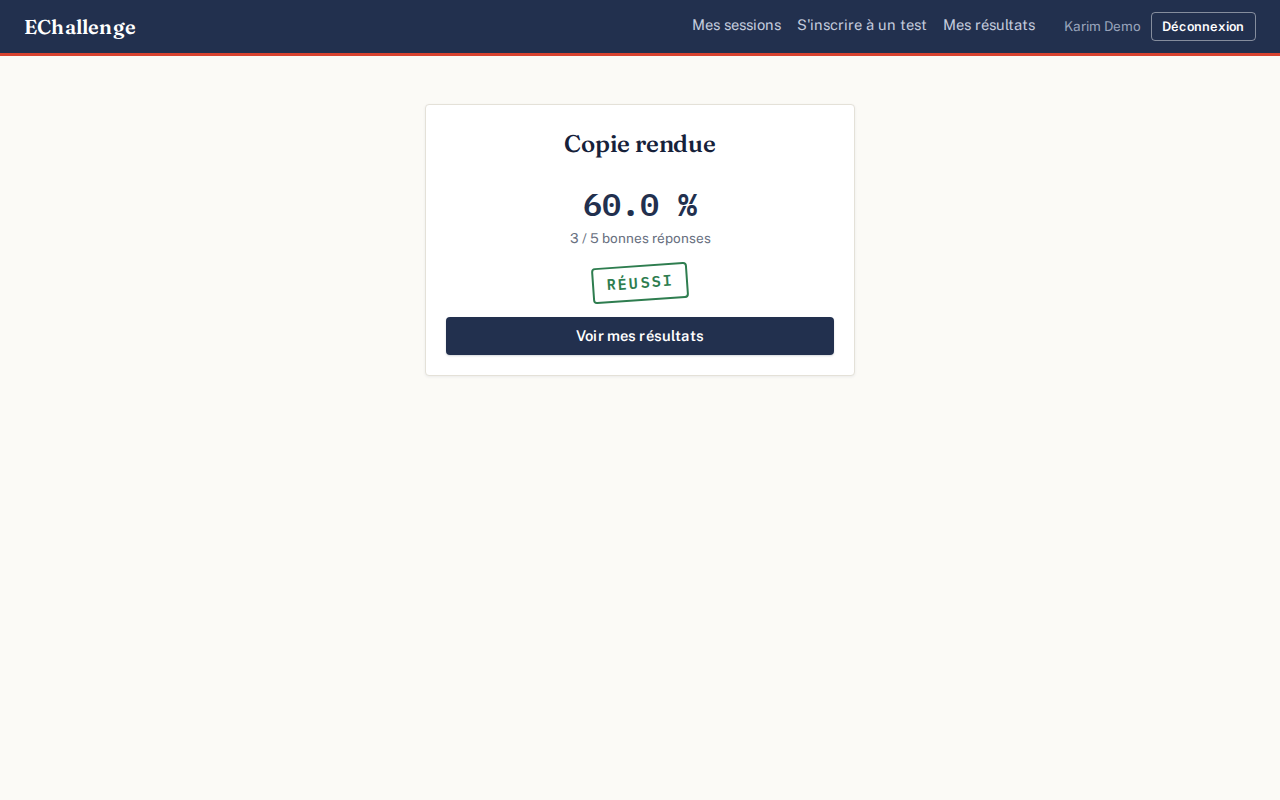 EChallenge
Mes sessions S'inscrire à un test Mes résultats Karim Demo Déconnexion
Copie rendue
60.0 %
3 / 5 bonnes réponses
RÉUSSI
Voir mes résultats